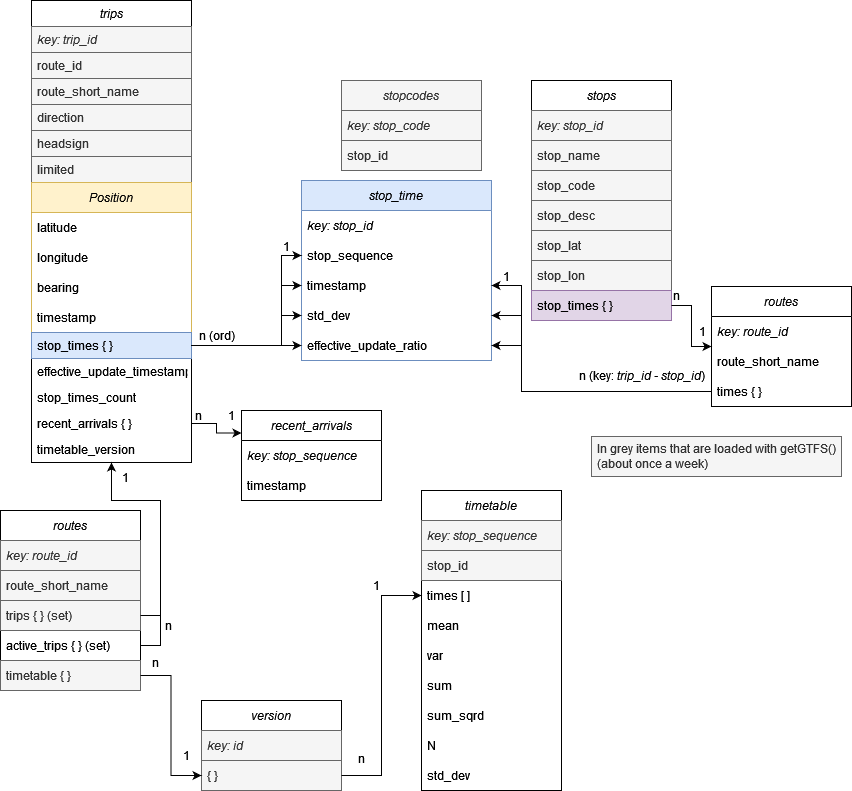 trips
key: trip_id
route_id
route_short_name
direction
headsign
limited
Position
latitude
longitude
bearing
timestamp
stop_times { }
effective_update_timestamp
stop_times_count
recent_arrivals { }
timetable_version
n (ord)
1
stopcodes
key: stop_code
stop_id
stop_time
key: stop_id
stop_sequence
timestamp
std_dev
effective_update_ratio
stops
key: stop_id
stop_name
stop_code
stop_desc
stop_lat
stop_lon
stop_times { }
n
1
1
routes
key: route_id
route_short_name
times { }
n (key: trip_id - stop_id)
n
1
recent_arrivals
key: stop_sequence
timestamp
In grey items that are loaded with getGTFS()
(about once a week)
1
routes
key: route_id
route_short_name
trips { } (set)
active_trips { } (set)
timetable { }
n
n
1
version
key: id
{ }
n
1
timetable
key: stop_sequence
stop_id
times [ ]
mean
var
sum
sum_sqrd
N
std_dev